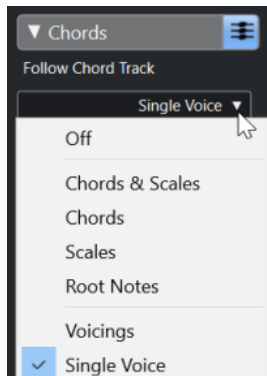 Chords
Follow Chord Track
Single Voice
Off
Chords & Scales
Chords
Scales
Root Notes
Voicings
Single Voice